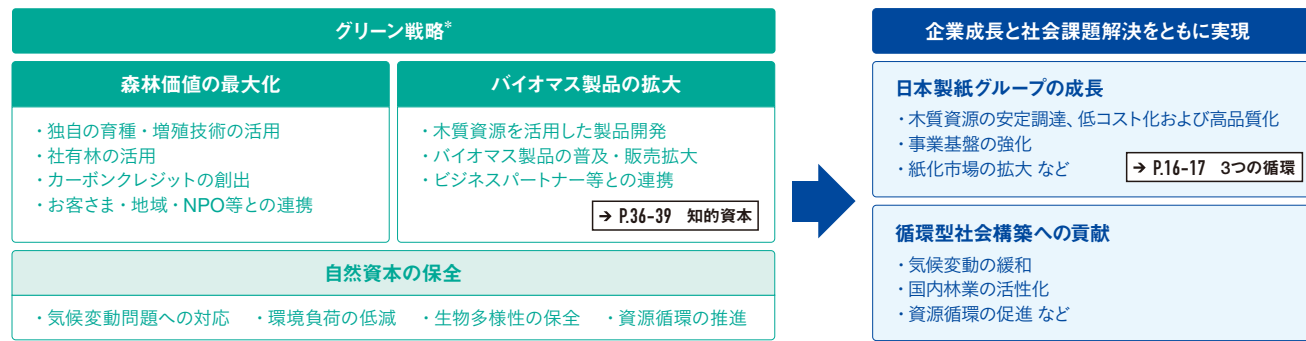 グリーン戦略*
森林価値の最大化
・独自の育種・増殖技術の活用
・社有林の活用
・カーボンクレジットの創出
・お客さま・地域・NPO等との連携
バイオマス製品の拡大
・木質資源を活用した製品開発
・バイオマス製品の普及・販売拡大
・ビジネスパートナー等との連携
→ P.36-39 知的資本
自然資本の保全
・気候変動問題への対応 ・環境負荷の低減 ・生物多様性の保全 ・資源循環の推進
企業成長と社会課題解決をともに実現
日本製紙グループの成長
・木質資源の安定調達、低コスト化および高品質化
・事業基盤の強化
・紙化市場の拡大 など
→ P.16-17 3つの循環
循環型社会構築への貢献
・気候変動の緩和
・国内林業の活性化
・資源循環の促進 など